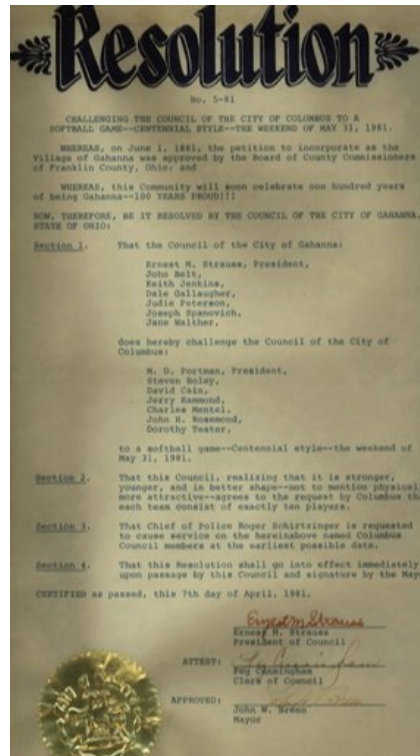 Resolution
No. 5-81
CHALLENGING THE COUNCIL OF THE CITY OF COLUMBUS TO A
SOFTBALL GAME--CENTENNIAL STYLE--THE WEEKEND OF MAY 31, 1981.
WHEREAS, on June 1, 1881, the petition to incorporate as the
Village of Gahanna was approved by the Board of County Commissioners
of Franklin County, Ohio; and
WHEREAS, this Community will soon celebrate one hundred years
of being Gahanna--100 YEARS PROUD!!!
NOW, THEREFORE, BE IT RESOLVED BY THE COUNCIL OF THE CITY OF GAHANNA,
STATE OF OHIO:
Section 1. That the Council of the City of Gahanna:
Ernest M. Strauss, President,
John Belt,
Keith Jenkins,
Dale Gallaugher,
Judie Peterson,
Joseph Spanovich,
Jane Walther,
does hereby challenge the Council of the City of
Columbus:
M. D. Portman, President,
Steven Boley,
David Cain,
Jerry Hammond,
Charles Mentel,
John H. Rosemond,
Dorothy Teater,
to a softball game--Centennial style--the weekend of
May 31, 1981.
Section 2. That this Council, realizing that it is stronger,
younger, and in better shape--not to mention physical
more attractive--agrees to the request by Columbus th
each team consist of exactly ten players.
Section 3. That Chief of Police Roger Schirtzinger is requested
to cause service on the hereinabove named Columbus
Council members at the earliest possible date.
Section 4. That this Resolution shall go into effect immediately
upon passage by this Council and signature by the Mayo
CERTIFIED as passed, this 7th day of April, 1981.
Ernest M Strauss
Ernest M. Strauss
President of Council
ATTEST:
Peg Cunningham
Clerk of Council
APPROVED:
John W. Breen
Mayor